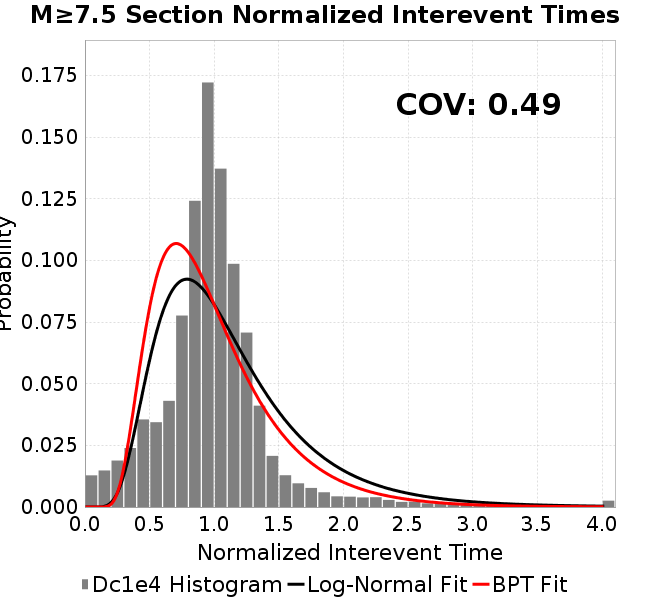 M≥7.5 Section Normalized Interevent Times
COV: 0.49
Probability
0.175
0.150
0.125
0.100
0.075
0.050
0.025
0.000
0.0 0.5 1.0 1.5 2.0 2.5 3.0 3.5 4.0
Normalized Interevent Time
Dc1e4 Histogram Log-Normal Fit BPT Fit